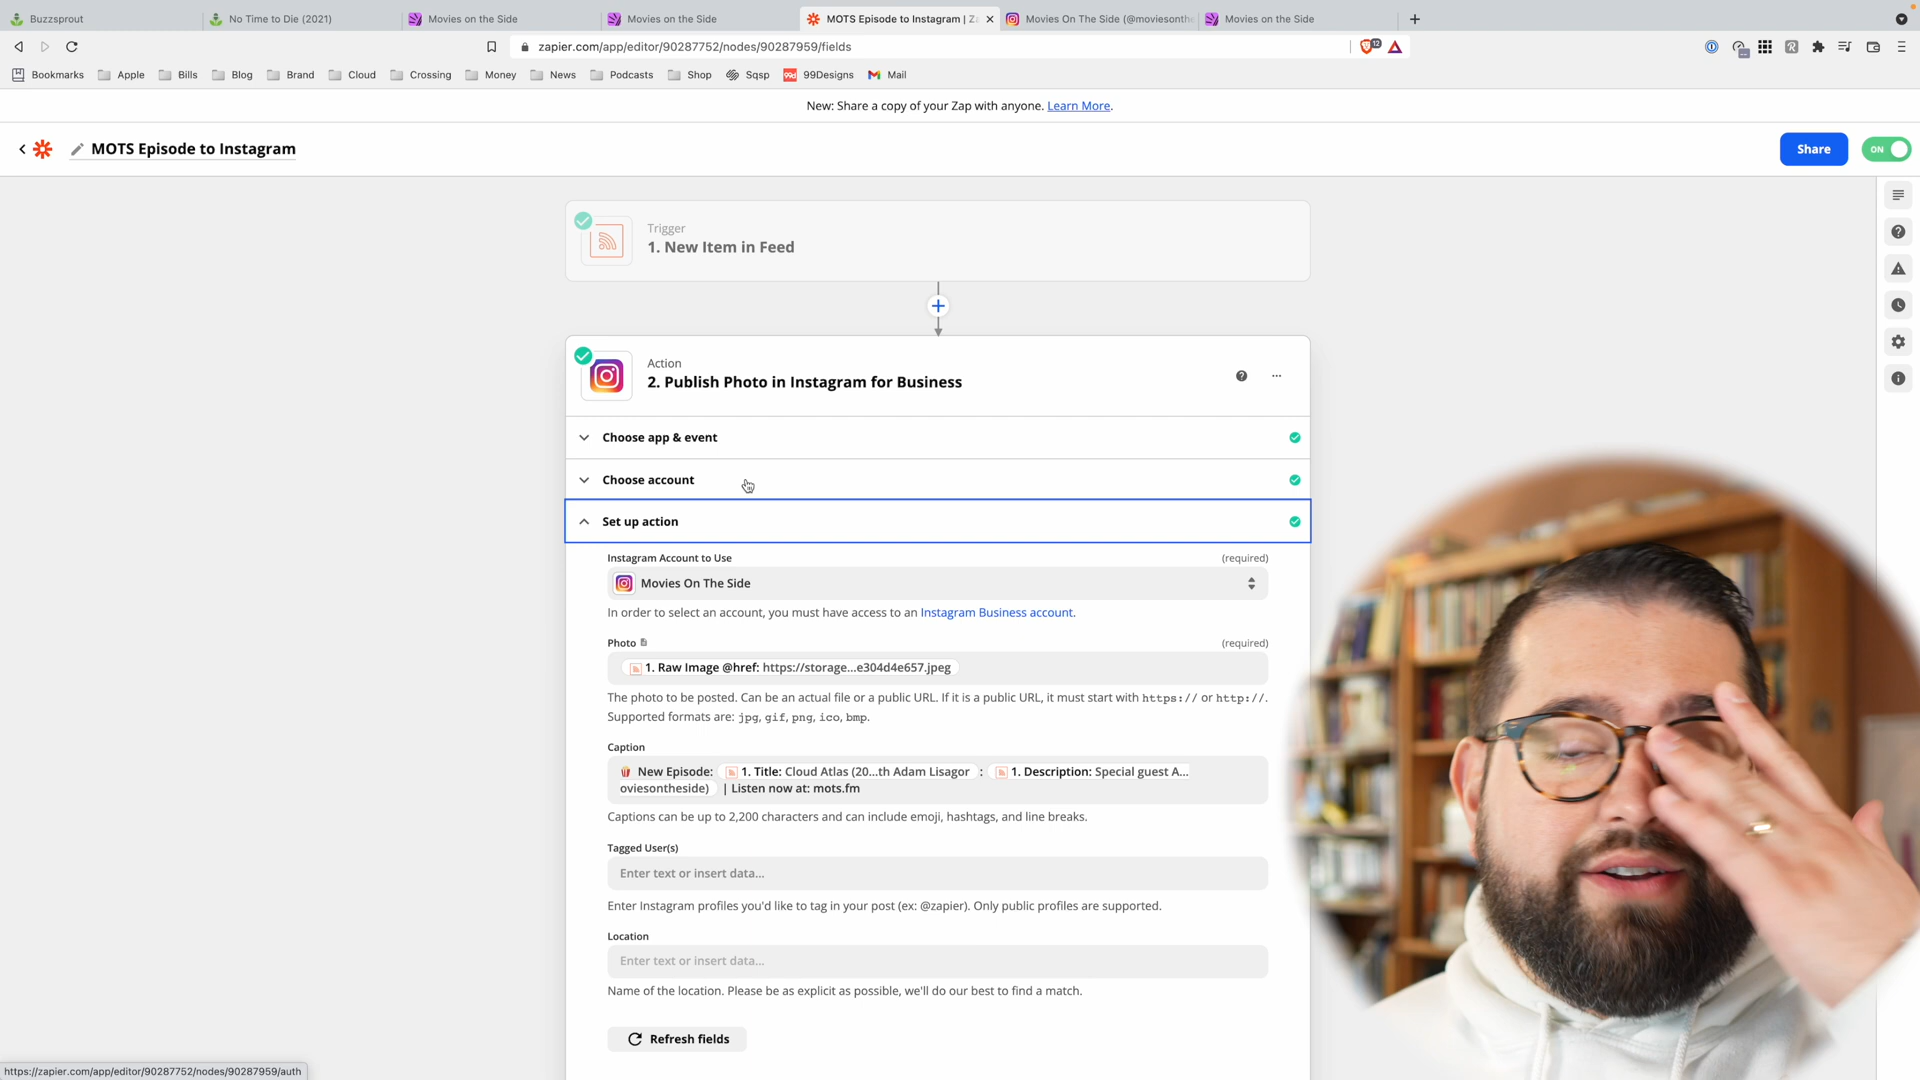 Buzzsprout
No Time to Die (2021)
Movies on the Side
Movies on the Side
MOTS Episode to Instagram | Z
Movies On The Side (@moviesonthe
Movies on the Side
zapier.com/app/editor/90287752/nodes/90287959/fields
12
Bookmarks
Apple
Bills
Blog
Brand
Cloud
Crossing
Money
News
Podcasts
Shop
Sqsp
99d
99Designs
Mail
New: Share a copy of your Zap with anyone. Learn More.
MOTS Episode to Instagram
Share
ON
Trigger
1. New Item in Feed
Action
2. Publish Photo in Instagram for Business
Choose app & event
Choose account
Set up action
Instagram Account to Use
(required)
Movies On The Side
In order to select an account, you must have access to an Instagram Business account.
Photo
(required)
1. Raw Image @href: https://storage...e304d4e657.jpeg
The photo to be posted. Can be an actual file or a public URL. If it is a public URL, it must start with https:// or http://.
Supported formats are: jpg, gif, png, ico, bmp.
Caption
New Episode: 1. Title: Cloud Atlas (20...th Adam Lisagor : 1. Description: Special guest A...
oviesontheside) | Listen now at: mots.fm
Captions can be up to 2,200 characters and can include emoji, hashtags, and line breaks.
Tagged User(s)
Enter text or insert data...
Enter Instagram profiles you'd like to tag in your post (ex: @zapier). Only public profiles are supported.
Location
Enter text or insert data...
Name of the location. Please be as explicit as possible, we'll do our best to find a match.
Refresh fields
https://zapier.com/app/editor/90287752/nodes/90287959/auth